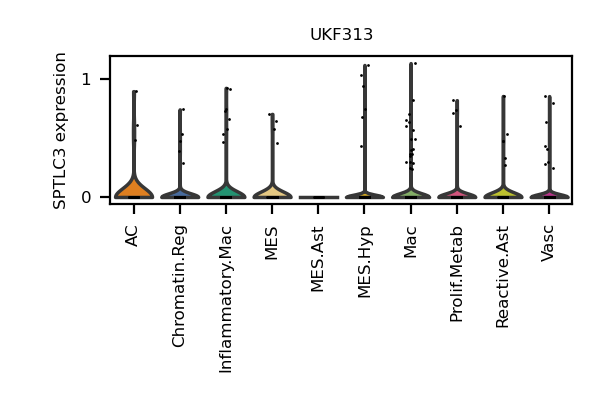 UKF313
SPTLC3 expression
1
0
AC
Chromatin.Reg
Inflammatory.Mac
MES
MES.Ast
MES.Hyp
Mac
Prolif.Metab
Reactive.Ast
Vasc